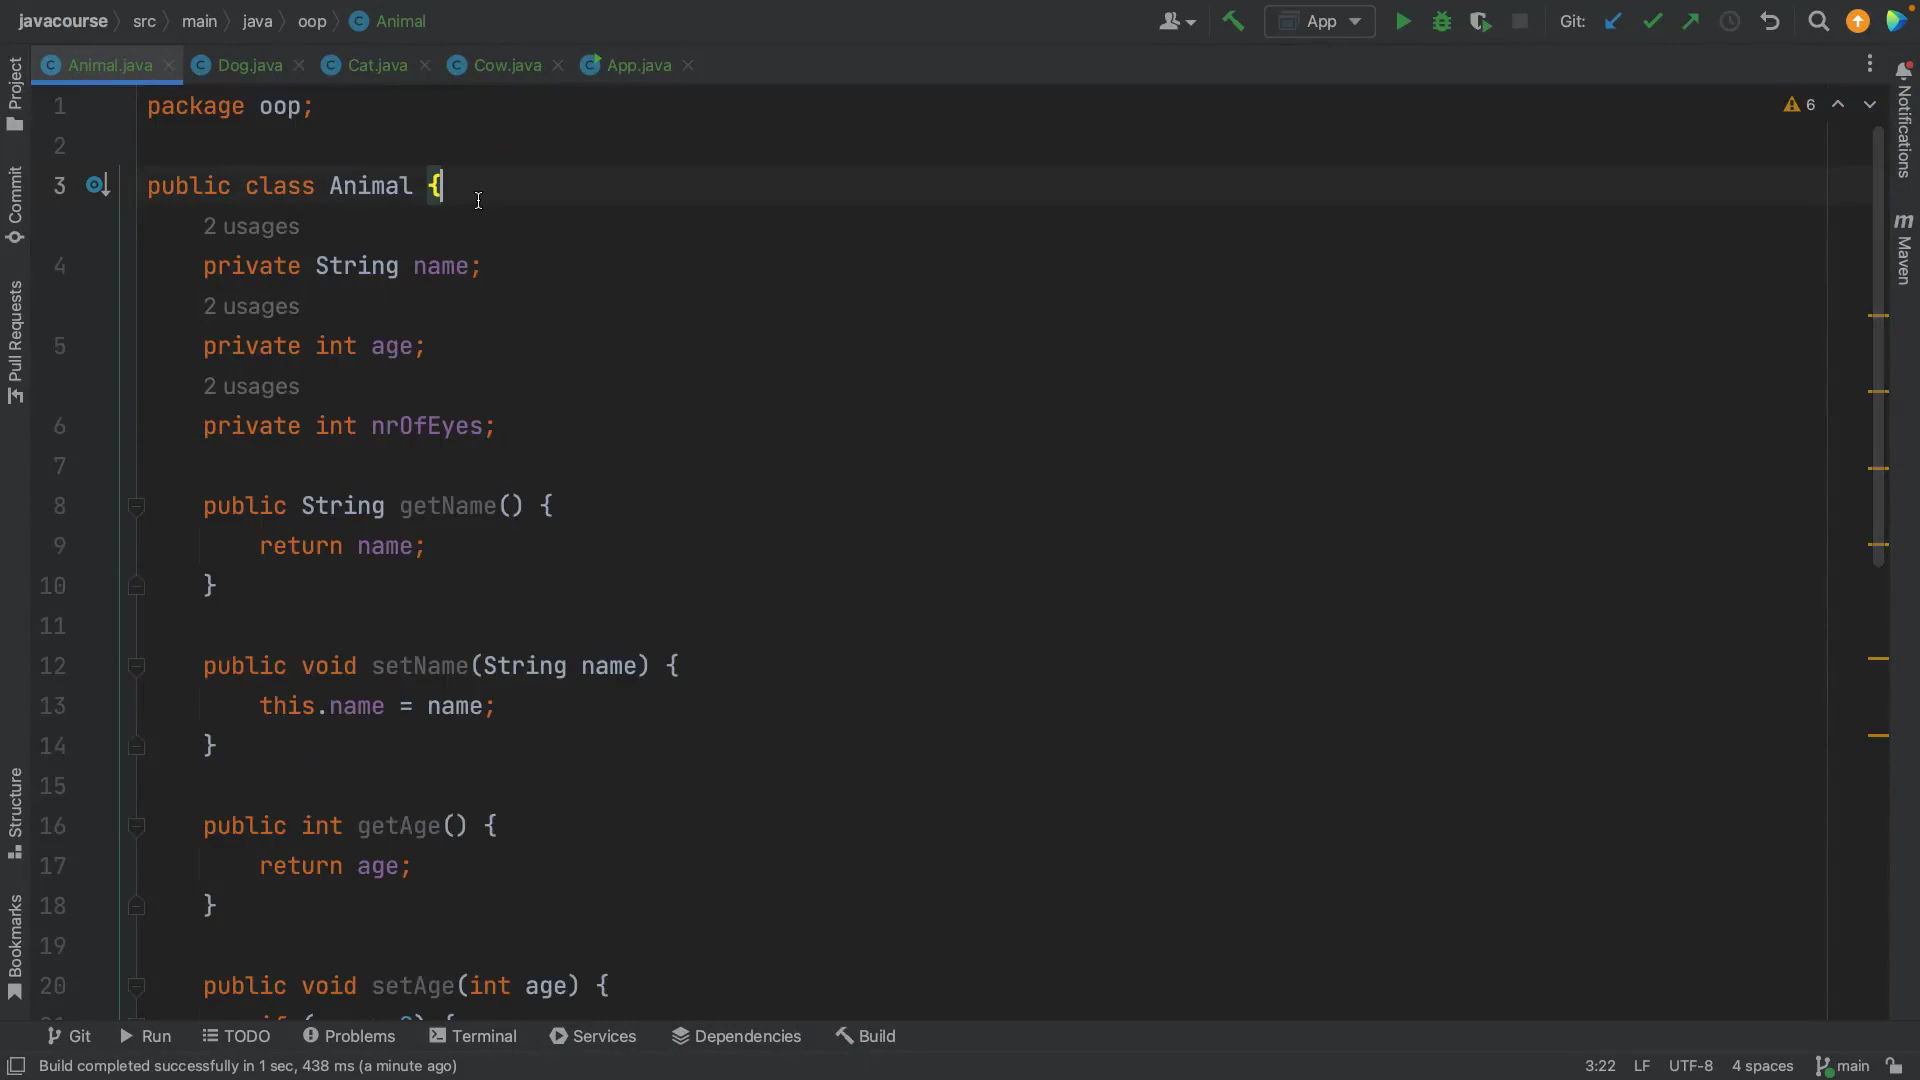 javacourse src main java oop Animal App Git:
Animal.java Dog.java Cat.java Cow.java App.java
1 package oop; 6
2
3 public class Animal {
2 usages
4 private String name;
2 usages
5 private int age;
2 usages
6 private int nrOfEyes;
7
8 public String getName() {
9 return name;
10 }
11
12 public void setName(String name) {
13 this.name = name;
14 }
15
16 public int getAge() {
17 return age;
18 }
19
20 public void setAge(int age) {
Project
Commit
Pull Requests
Structure
Bookmarks
Notifications
m Maven
Git Run TODO Problems Terminal Services Dependencies Build
Build completed successfully in 1 sec, 438 ms (a minute ago) 3:22 LF UTF-8 4 spaces main